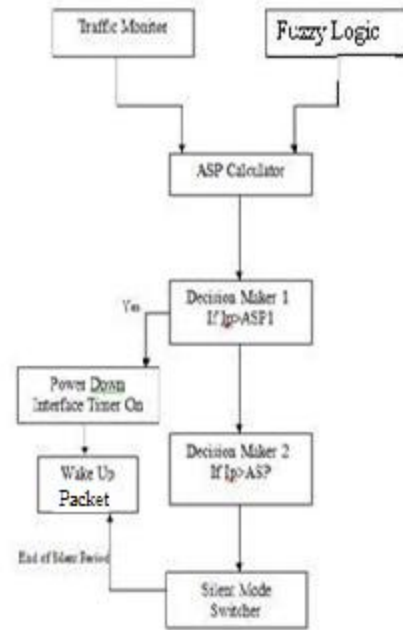 Traffic Moniter
Fuzzy Logic
ASP Calculator
Decision Maker 1
If Ip>ASP1
Yes
Power Down
Interface Timer On
Decision Maker 2
If Ip>ASP
Wake Up
Packet
End of Silent Period
Silent Mode
Switcher